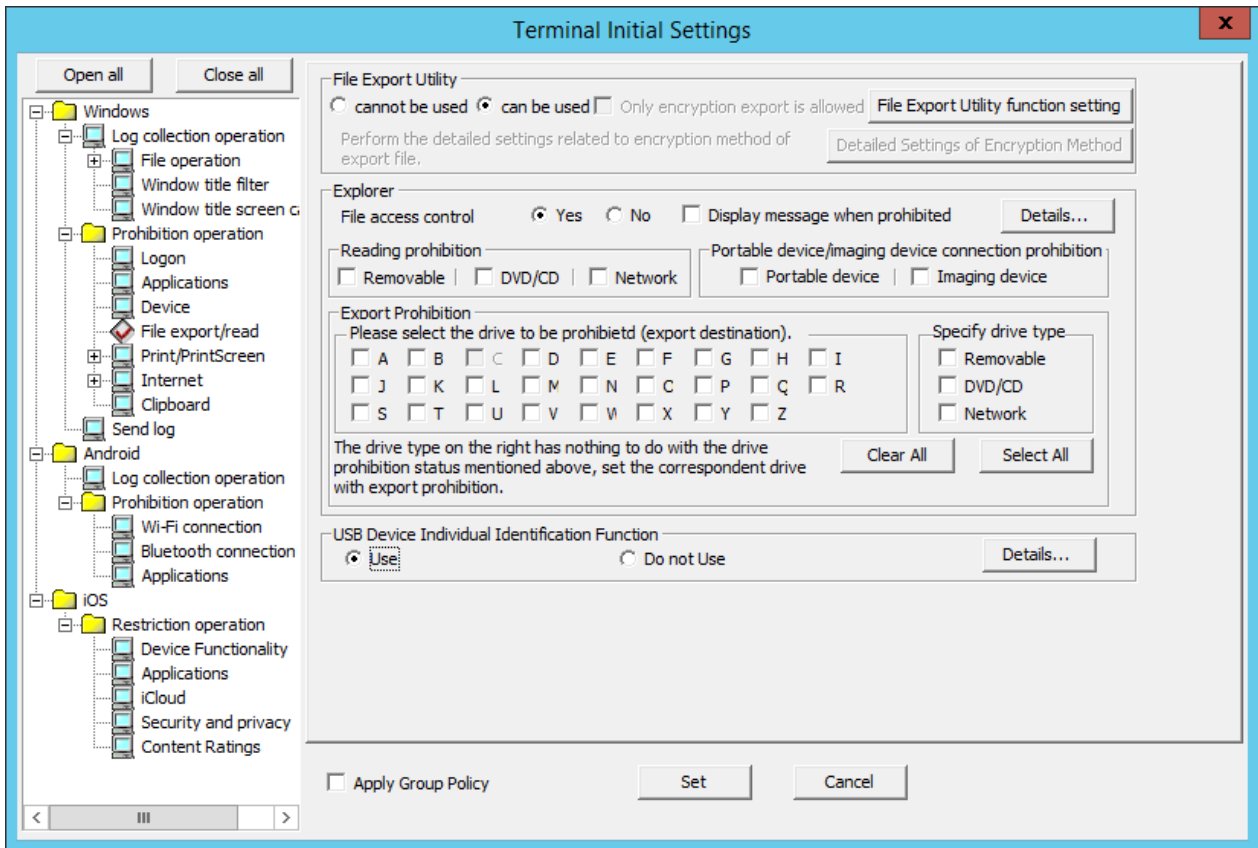 Terminal Initial Settings
x
Open all Close all
Windows
Log collection operation
File operation
Window title filter
Window title screen ca
Prohibition operation
Logon
Applications
Device
File export/read
Print/PrintScreen
Internet
Clipboard
Send log
Android
Log collection operation
Prohibition operation
Wi-Fi connection
Bluetooth connection
Applications
iOS
Restriction operation
Device Functionality
Applications
iCloud
Security and privacy
Content Ratings
File Export Utility
cannot be used can be used Only encryption export is allowed File Export Utility function setting
Perform the detailed settings related to encryption method of
export file.
Detailed Settings of Encryption Method
Explorer
File access control Yes No Display message when prohibited Details...
Reading prohibition
Removable | DVD/CD | Network
Portable device/imaging device connection prohibition
Portable device | Imaging device
Export Prohibition
Please select the drive to be prohibietd (export destination).
A B C D E F G H I
J K L M N O P Q R
S T U V W X Y Z
Specify drive type
Removable
DVD/CD
Network
The drive type on the right has nothing to do with the drive
prohibition status mentioned above, set the correspondent drive
with export prohibition.
Clear All Select All
USB Device Individual Identification Function
Use Do not Use Details...
Apply Group Policy Set Cancel